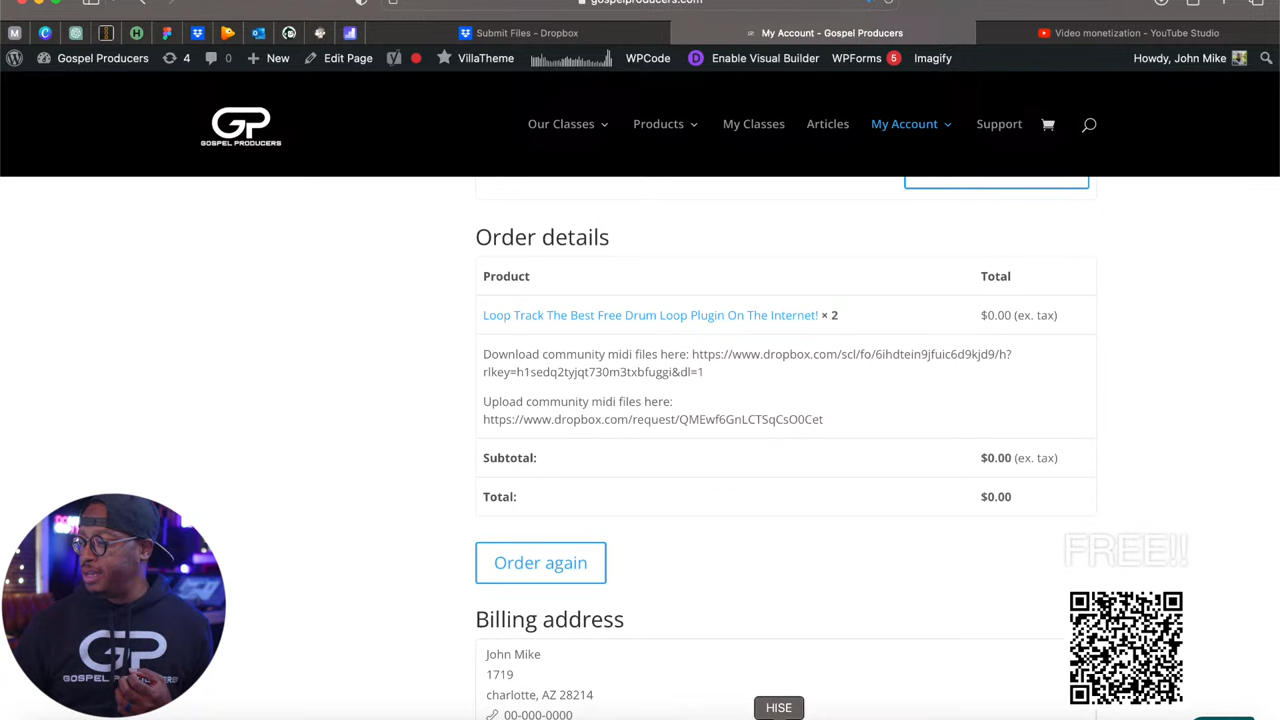 gospelproducers.com
Submit Files - Dropbox
My Account - Gospel Producers
Video monetization - YouTube Studio
Gospel Producers
4
0
New
Edit Page
VillaTheme
WPCode
Enable Visual Builder
WPForms 5
Imagify
Howdy, John Mike
GP
GOSPEL PRODUCERS
Our Classes
Products
My Classes
Articles
My Account
Support
Order details
Product Total
Loop Track The Best Free Drum Loop Plugin On The Internet! × 2 $0.00 (ex. tax)
Download community midi files here: https://www.dropbox.com/scl/fo/6ihdtein9jfuic6d9kjd9/h?
rlkey=h1sedq2tyjqt730m3txbfuggi&dl=1
Upload community midi files here:
https://www.dropbox.com/request/QMEwf6GnLCTSqCsO0Cet
Subtotal: $0.00 (ex. tax)
Total: $0.00
Order again
FREE!!
Billing address
John Mike
1719
charlotte, AZ 28214
00-000-0000
HISE
GP
GOSPEL PRODUCERS